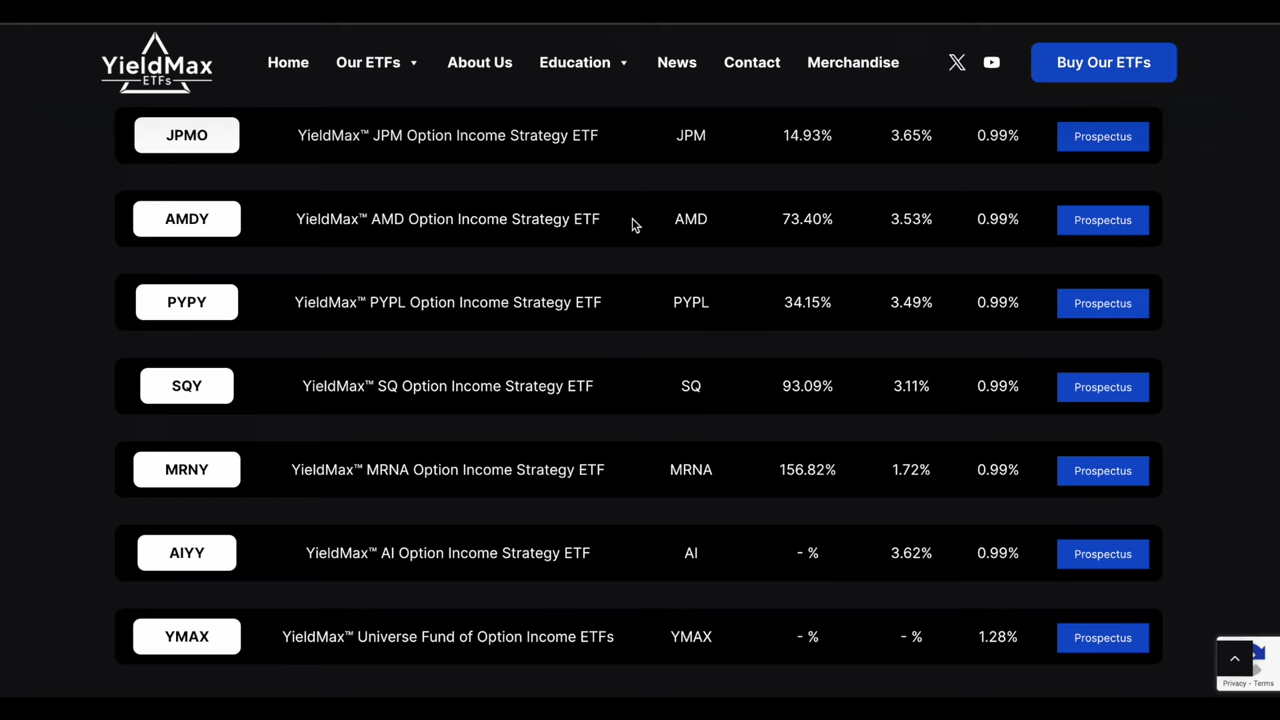 YieldMax
ETFs
Home Our ETFs About Us Education News Contact Merchandise Buy Our ETFs
JPMO YieldMax™ JPM Option Income Strategy ETF JPM 14.93% 3.65% 0.99% Prospectus
AMDY YieldMax™ AMD Option Income Strategy ETF AMD 73.40% 3.53% 0.99% Prospectus
PYPY YieldMax™ PYPL Option Income Strategy ETF PYPL 34.15% 3.49% 0.99% Prospectus
SQY YieldMax™ SQ Option Income Strategy ETF SQ 93.09% 3.11% 0.99% Prospectus
MRNY YieldMax™ MRNA Option Income Strategy ETF MRNA 156.82% 1.72% 0.99% Prospectus
AIYY YieldMax™ AI Option Income Strategy ETF AI - % 3.62% 0.99% Prospectus
YMAX YieldMax™ Universe Fund of Option Income ETFs YMAX - % - % 1.28% Prospectus
Privacy - Terms